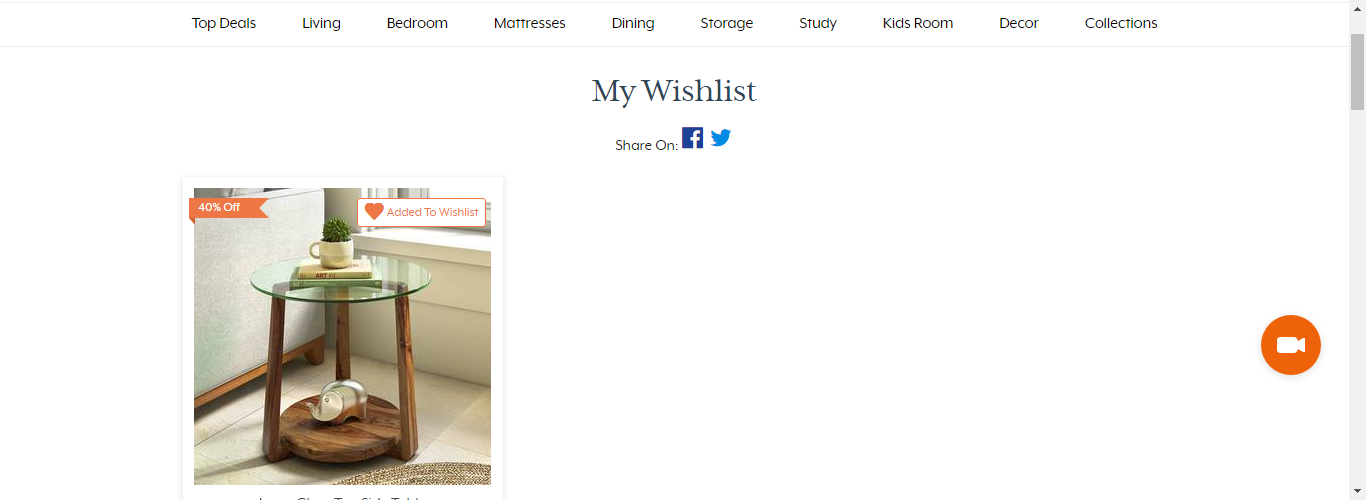 Top Deals Living Bedroom Mattresses Dining Storage Study Kids Room Decor Collections
My Wishlist
Share On:
40% Off
Added To Wishlist
ART